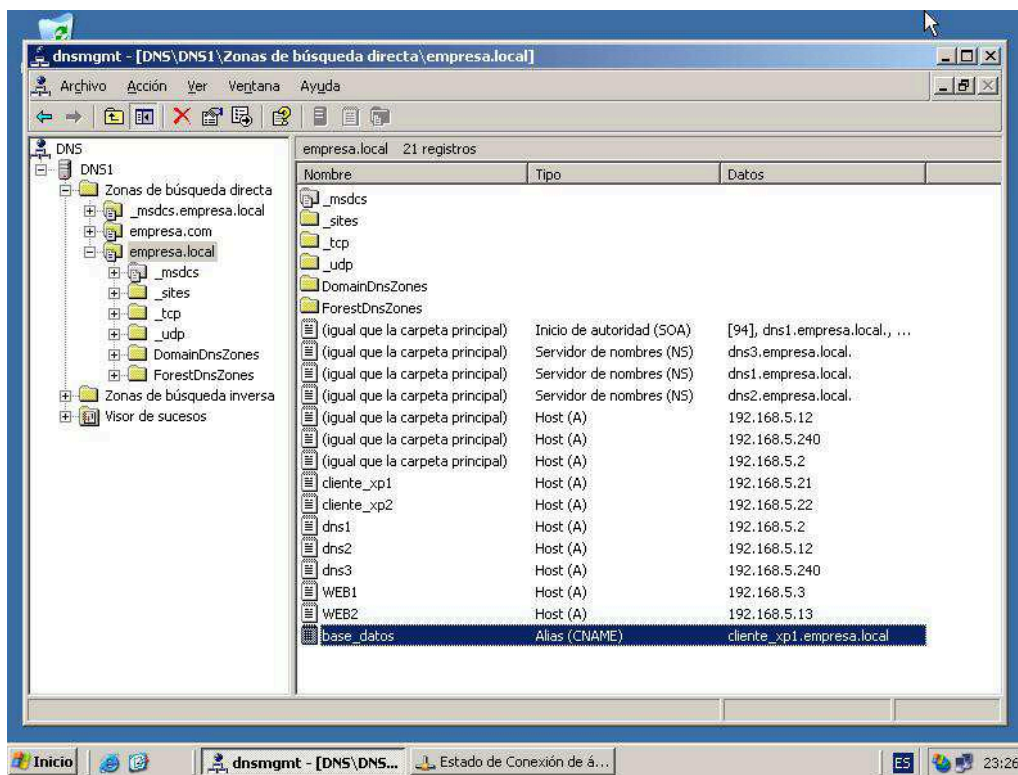 dnsmgmt - [DNS\DNS1\Zonas de búsqueda directa\empresa.local]
Archivo Acción Ver Ventana Ayuda
DNS
DNS1
Zonas de búsqueda directa
_msdcs.empresa.local
empresa.com
empresa.local
_msdcs
_sites
_tcp
_udp
DomainDnsZones
ForestDnsZones
Zonas de búsqueda inversa
Visor de sucesos
empresa.local 21 registros
Nombre Tipo Datos
_msdcs
_sites
_tcp
_udp
DomainDnsZones
ForestDnsZones
(igual que la carpeta principal) Inicio de autoridad (SOA) [94], dns1.empresa.local., ...
(igual que la carpeta principal) Servidor de nombres (NS) dns3.empresa.local.
(igual que la carpeta principal) Servidor de nombres (NS) dns1.empresa.local.
(igual que la carpeta principal) Servidor de nombres (NS) dns2.empresa.local.
(igual que la carpeta principal) Host (A) 192.168.5.12
(igual que la carpeta principal) Host (A) 192.168.5.240
(igual que la carpeta principal) Host (A) 192.168.5.2
cliente_xp1 Host (A) 192.168.5.21
cliente_xp2 Host (A) 192.168.5.22
dns1 Host (A) 192.168.5.2
dns2 Host (A) 192.168.5.12
dns3 Host (A) 192.168.5.240
WEB1 Host (A) 192.168.5.3
WEB2 Host (A) 192.168.5.13
base_datos Alias (CNAME) cliente_xp1.empresa.local
Inicio dnsmgmt - [DNS\DNS... Estado de Conexión de á... ES 23:26